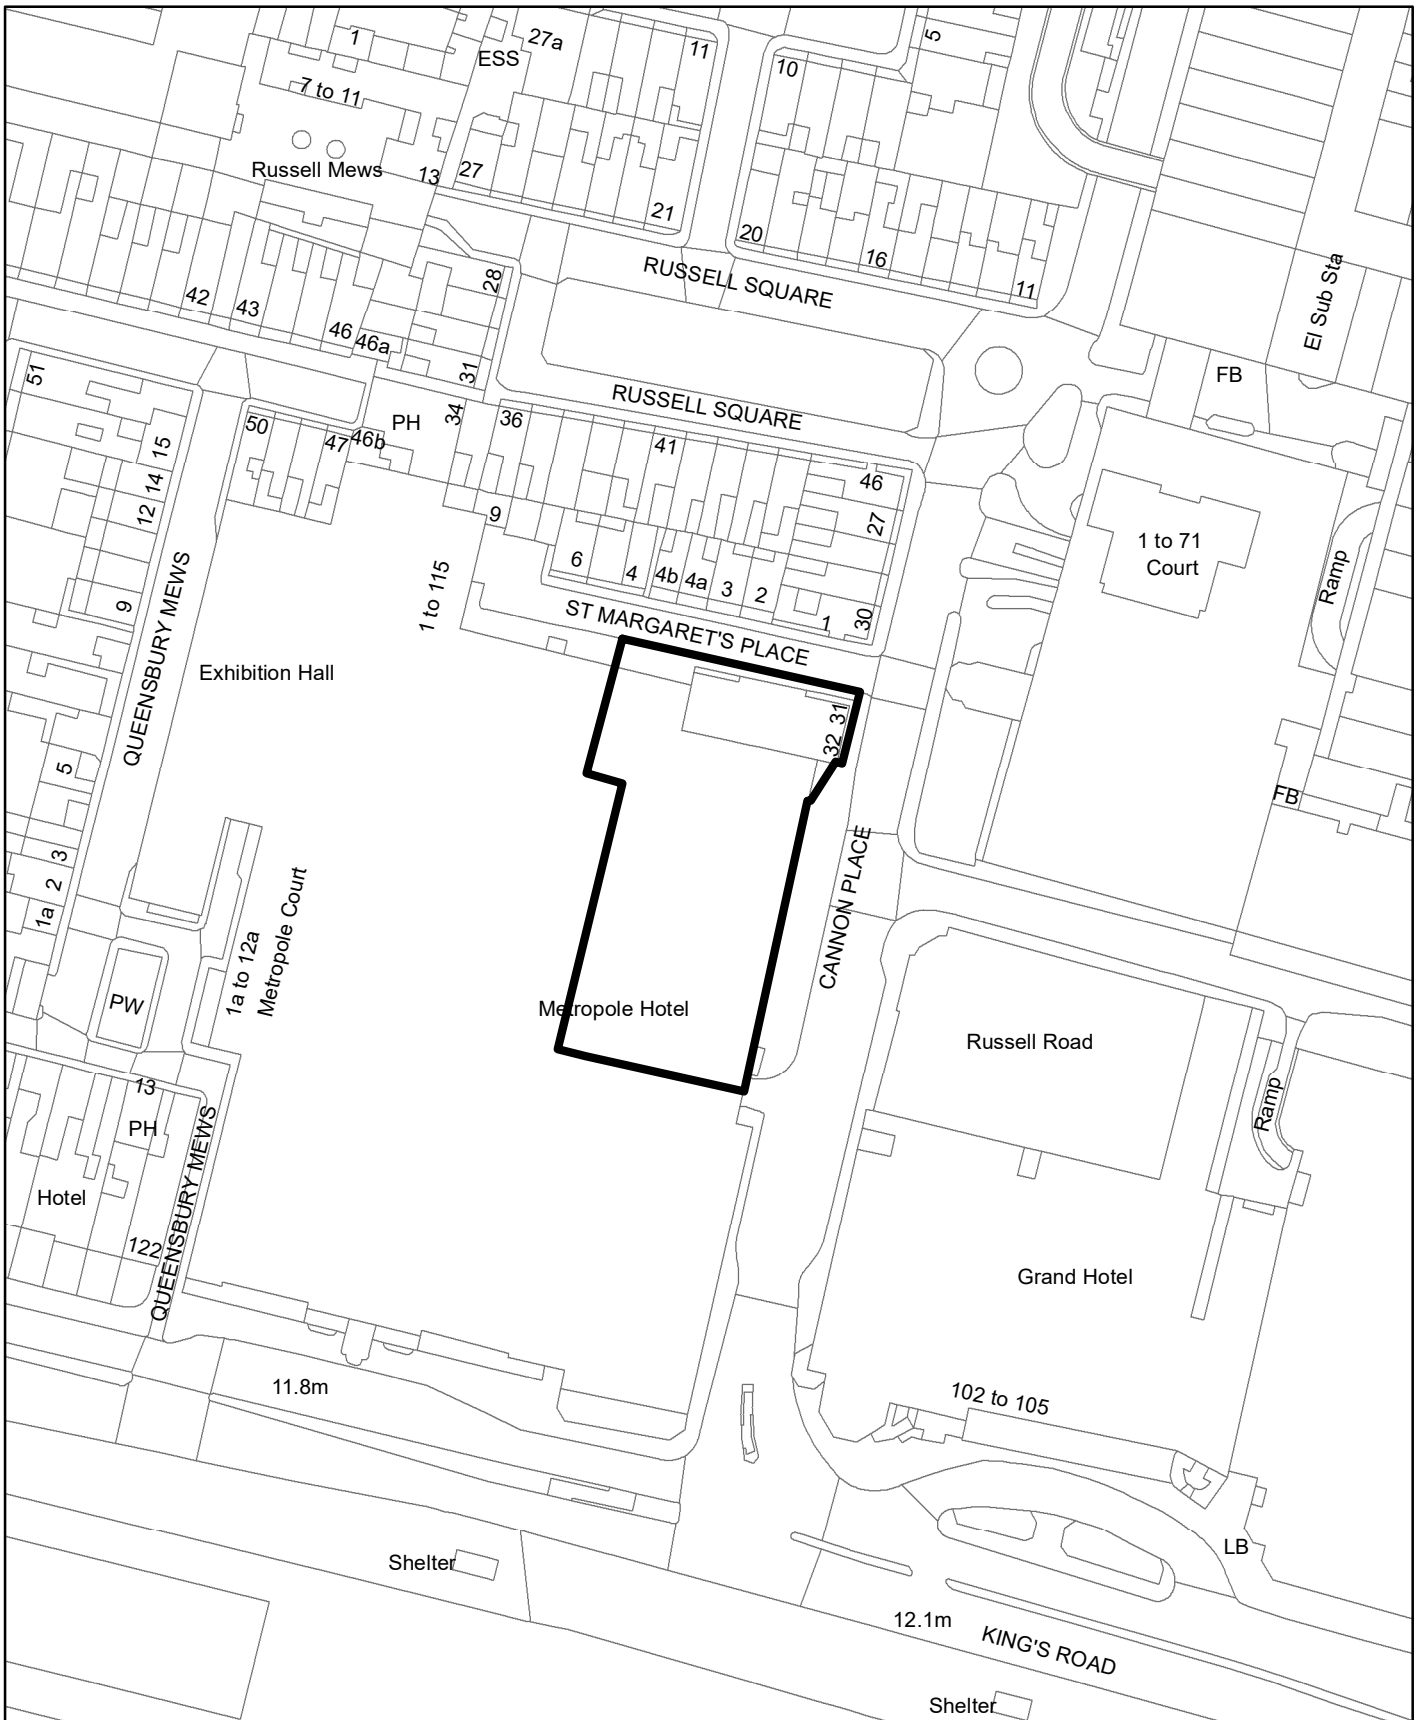 1
ESS
27a
11
7 to 11
10
5
Russell Mews
13
27
21
20
16
11
28
RUSSELL SQUARE
El Sub Sta
42
43
46
46a
31
FB
51
RUSSELL SQUARE
50
47
46b
PH
34
36
41
46
15
14
12
9
27
1 to 71
Court
Ramp
6
4
4b
4a
3
2
1
30
9
1 to 115
ST MARGARET'S PLACE
QUEENSBURY MEWS
Exhibition Hall
31
32
5
FB
3
2
1a
CANNON PLACE
1a to 12a
Metropole Court
PW
Metropole Hotel
Russell Road
13
PH
Ramp
Hotel
QUEENSBURY MEWS
122
Grand Hotel
11.8m
102 to 105
Shelter
LB
12.1m
KING'S ROAD
Shelter